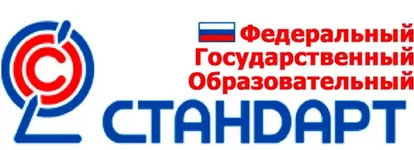 Федеральный
Государственный
Образовательный
СТАНДАРТ